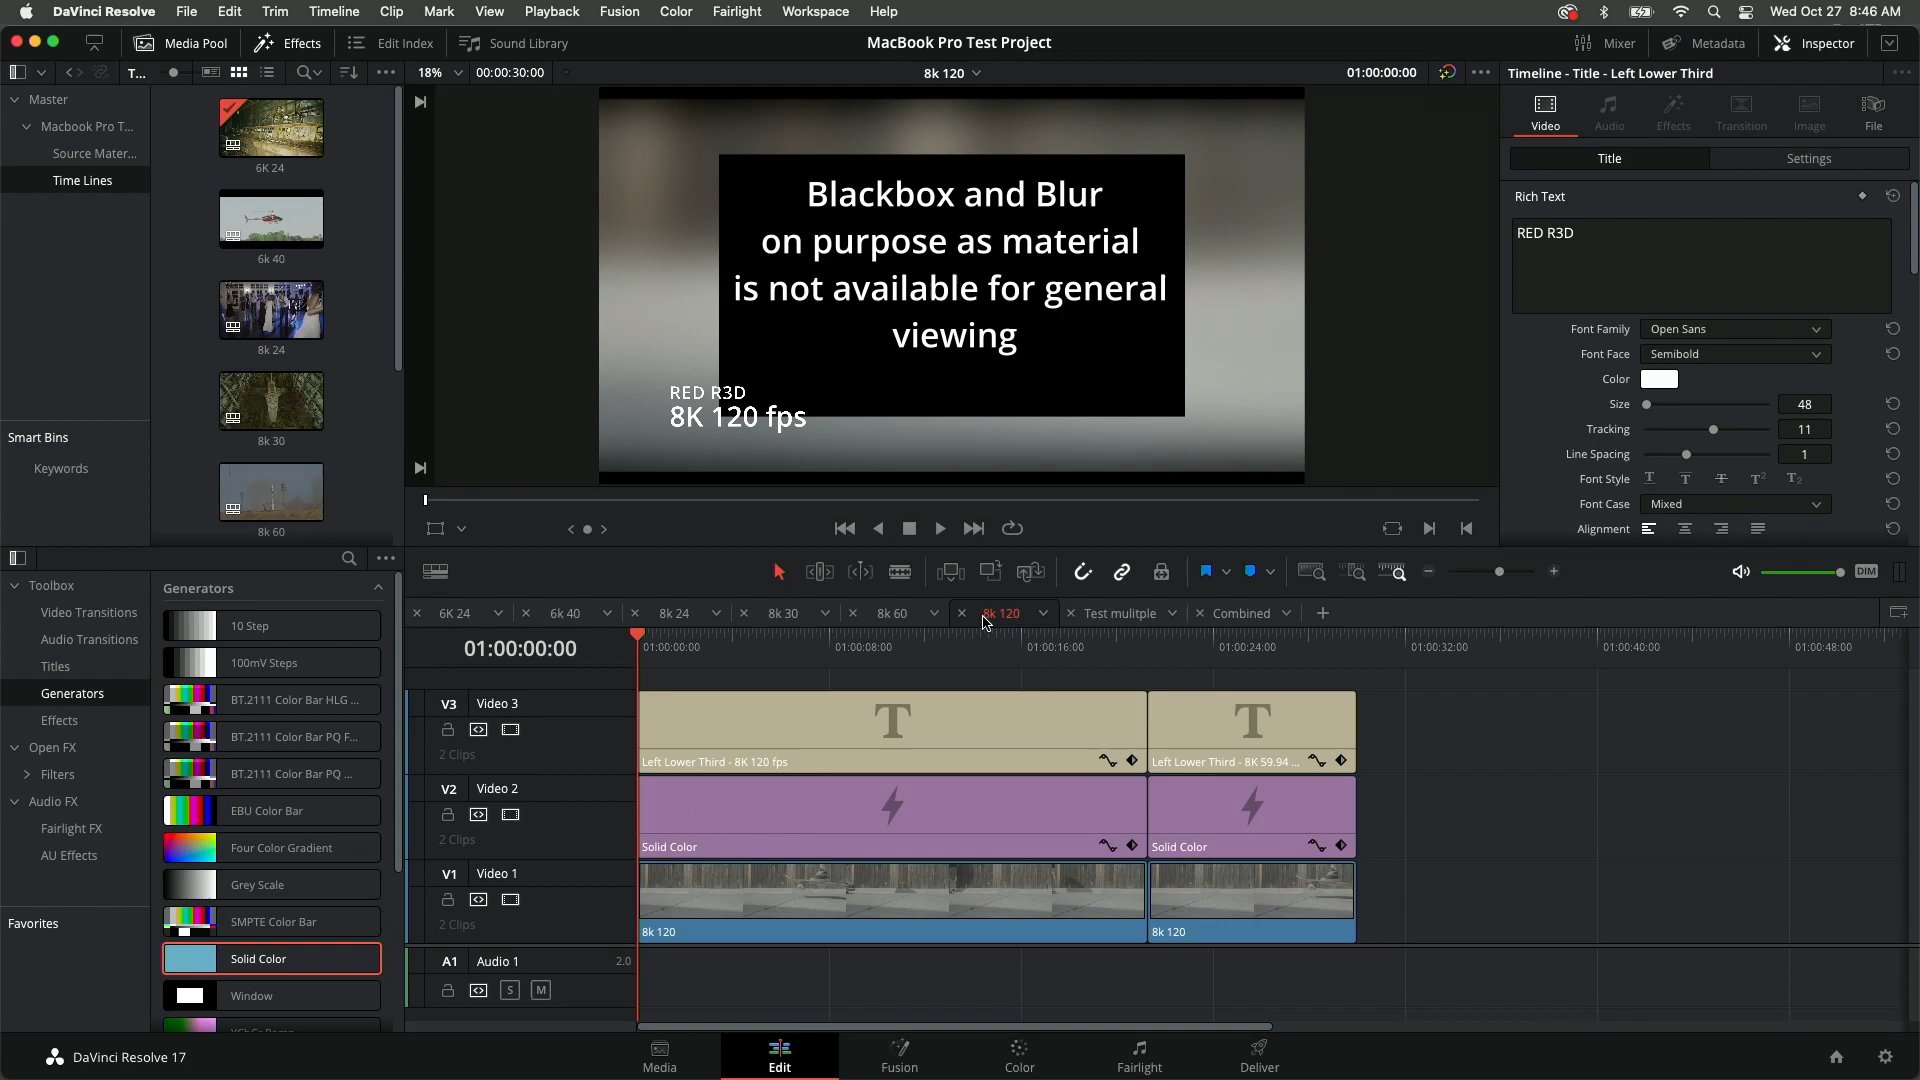 DaVinci Resolve File Edit Trim Timeline Clip Mark View Playback Fusion Color Fairlight Workspace Help
Wed Oct 27 8:46 AM
Media Pool Effects Edit Index Sound Library
MacBook Pro Test Project
Mixer Metadata Inspector
T...
18% 00:00:30:00
8k 120
01:00:00:00
Timeline - Title - Left Lower Third
Master
Macbook Pro T...
Source Mater...
Time Lines
Smart Bins
Keywords
6K 24
6k 40
8k 24
8k 30
8k 60
Blackbox and Blur
on purpose as material
is not available for general
viewing
RED R3D
8K 120 fps
Video Audio Effects Transition Image File
Title Settings
Rich Text
RED R3D
Font Family Open Sans
Font Face Semibold
Color
Size 48
Tracking 11
Line Spacing 1
Font Style T T T T2 T2
Font Case Mixed
Alignment
DIM
Toolbox
Video Transitions
Audio Transitions
Titles
Generators
Effects
Open FX
Filters
Audio FX
Fairlight FX
AU Effects
Favorites
Generators
10 Step
100mV Steps
BT.2111 Color Bar HLG ...
BT.2111 Color Bar PQ F...
BT.2111 Color Bar PQ ...
EBU Color Bar
Four Color Gradient
Grey Scale
SMPTE Color Bar
Solid Color
Window
6K 24 6k 40 8k 24 8k 30 8k 60 8k 120 Test mulitple Combined
01:00:00:00
01:00:00:00 01:00:08:00 01:00:16:00 01:00:24:00 01:00:32:00 01:00:40:00 01:00:48:00
V3 Video 3
2 Clips
T T
Left Lower Third - 8K 120 fps Left Lower Third - 8K 59.94 ...
V2 Video 2
2 Clips
Solid Color Solid Color
V1 Video 1
2 Clips
8k 120 8k 120
A1 Audio 1 2.0
S M
DaVinci Resolve 17
Media Edit Fusion Color Fairlight Deliver